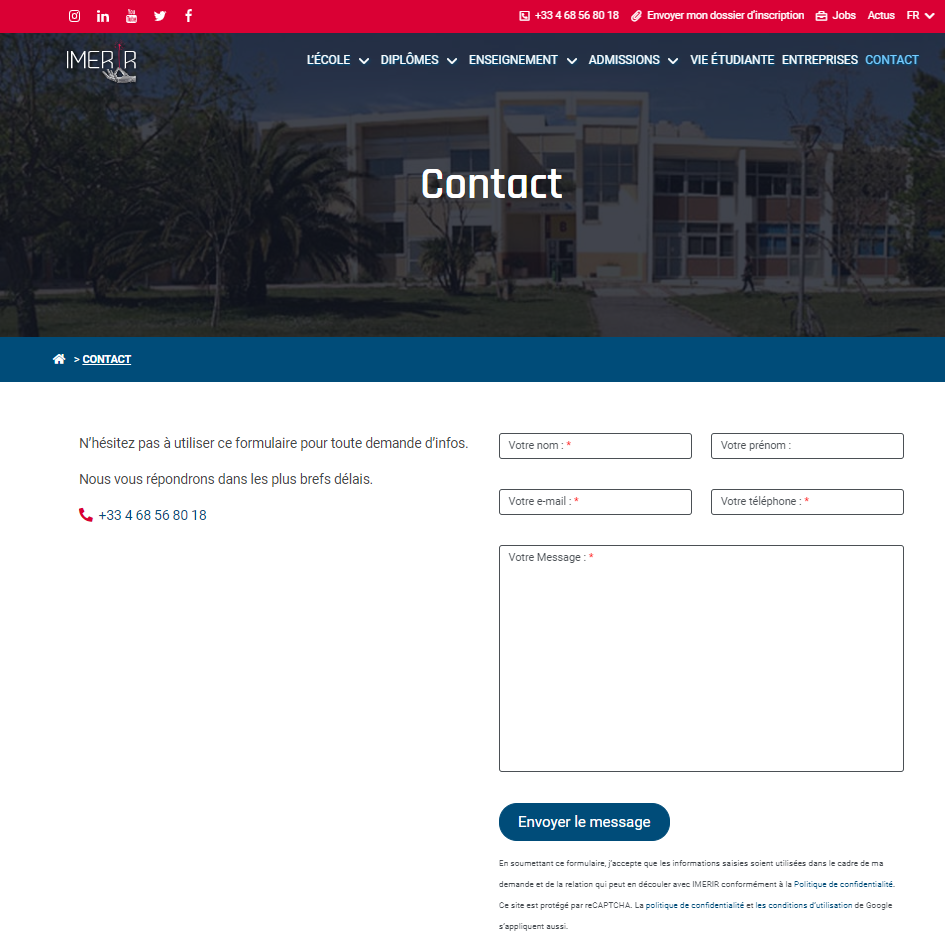 +33 4 68 56 80 18 Envoyer mon dossier d'inscription Jobs Actus FR
IMERIR L'ÉCOLE DIPLÔMES ENSEIGNEMENT ADMISSIONS VIE ÉTUDIANTE ENTREPRISES CONTACT
Contact
> CONTACT
N'hésitez pas à utiliser ce formulaire pour toute demande d'infos.
Nous vous répondrons dans les plus brefs délais.
+33 4 68 56 80 18
Votre nom : * Votre prénom :
Votre e-mail : * Votre téléphone : *
Votre Message : *
Envoyer le message
En soumettant ce formulaire, j'accepte que les informations saisies soient utilisées dans le cadre de ma
demande et de la relation qui peut en découler avec IMERIR conformément à la Politique de confidentialité.
Ce site est protégé par reCAPTCHA. La politique de confidentialité et les conditions d'utilisation de Google
s'appliquent aussi.